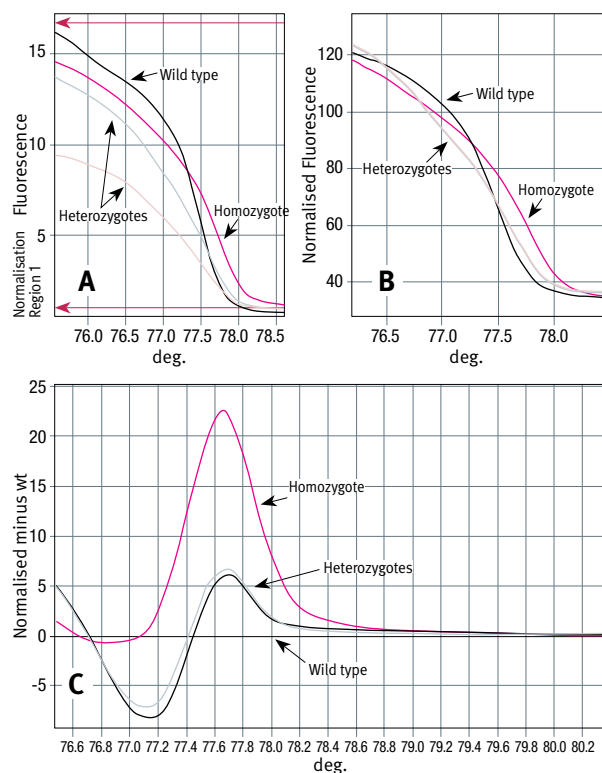 Fluorescence
Normalisation
Region 1
15
10
5
Wild type
Heterozygotes
Homozygote
A
76.0 76.5 77.0 77.5 78.0 78.5
deg.
Normalised Fluorescence
120
100
80
60
40
Wild type
Heterozygotes
Homozygote
B
76.5 77.0 77.5 78.0
deg.
Normalised minus wt
25
20
15
10
5
0
-5
Homozygote
Heterozygotes
Wild type
C
76.6 76.8 77.0 77.2 77.4 77.6 77.8 78.0 78.2 78.4 78.6 78.8 79.0 79.2 79.4 79.6 79.8 80.0 80.2
deg.